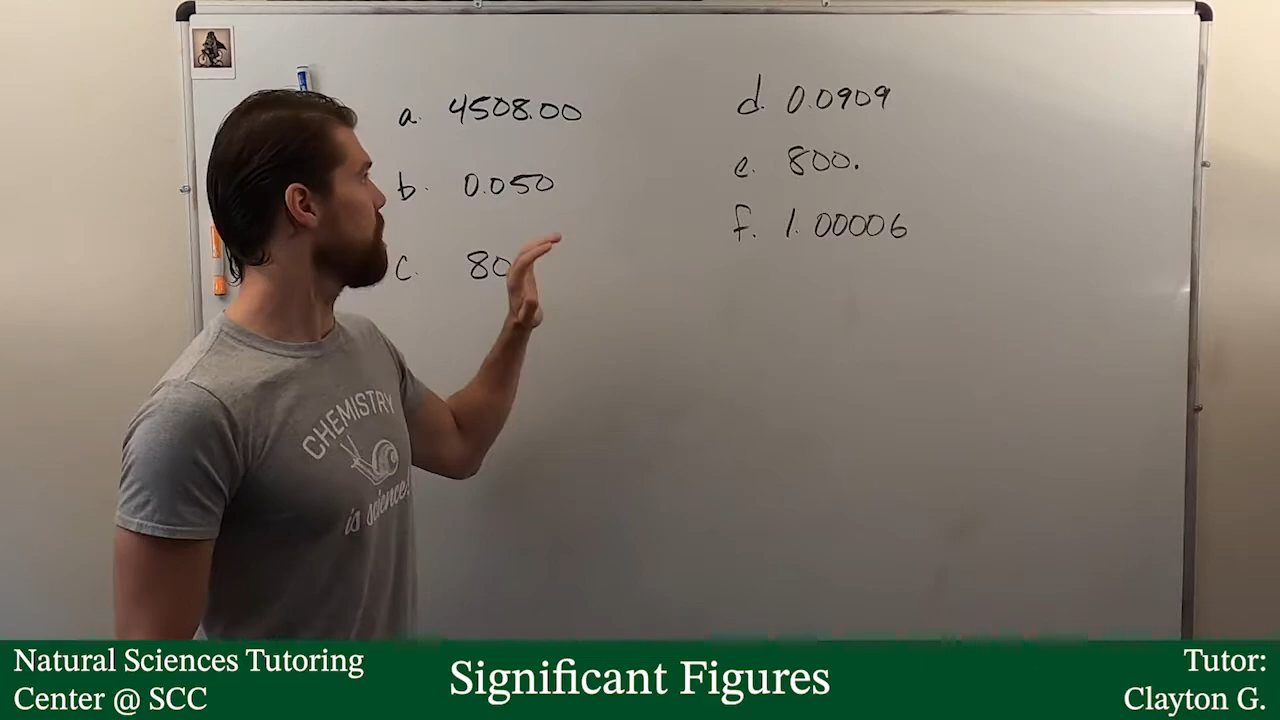 a. 4508.00
b. 0.050
c. 80
d. 0.0909
e. 800.
f. 1.00006
CHEMISTRY
is science!
Natural Sciences Tutoring
Center @ SCC
Significant Figures
Tutor:
Clayton G.